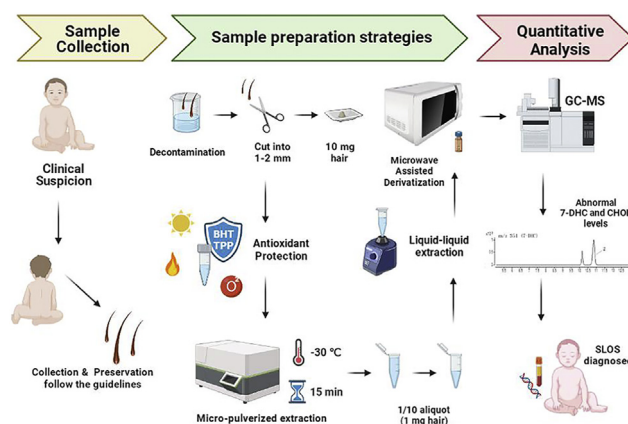 Sample
Collection
Sample preparation strategies
Quantitative
Analysis
Clinical
Suspicion
Collection & Preservation
follow the guidelines
Decontamination
Cut into
1-2 mm
10 mg
hair
Microwave
Assisted
Derivatization
BHT
TPP
Antioxidant
Protection
Liquid-liquid
extraction
-30 °C
15 min
Micro-pulverized extraction
1/10 aliquot
(1 mg hair)
GC-MS
Abnormal
7-DHC and CHOL
levels
SLOS
diagnosed